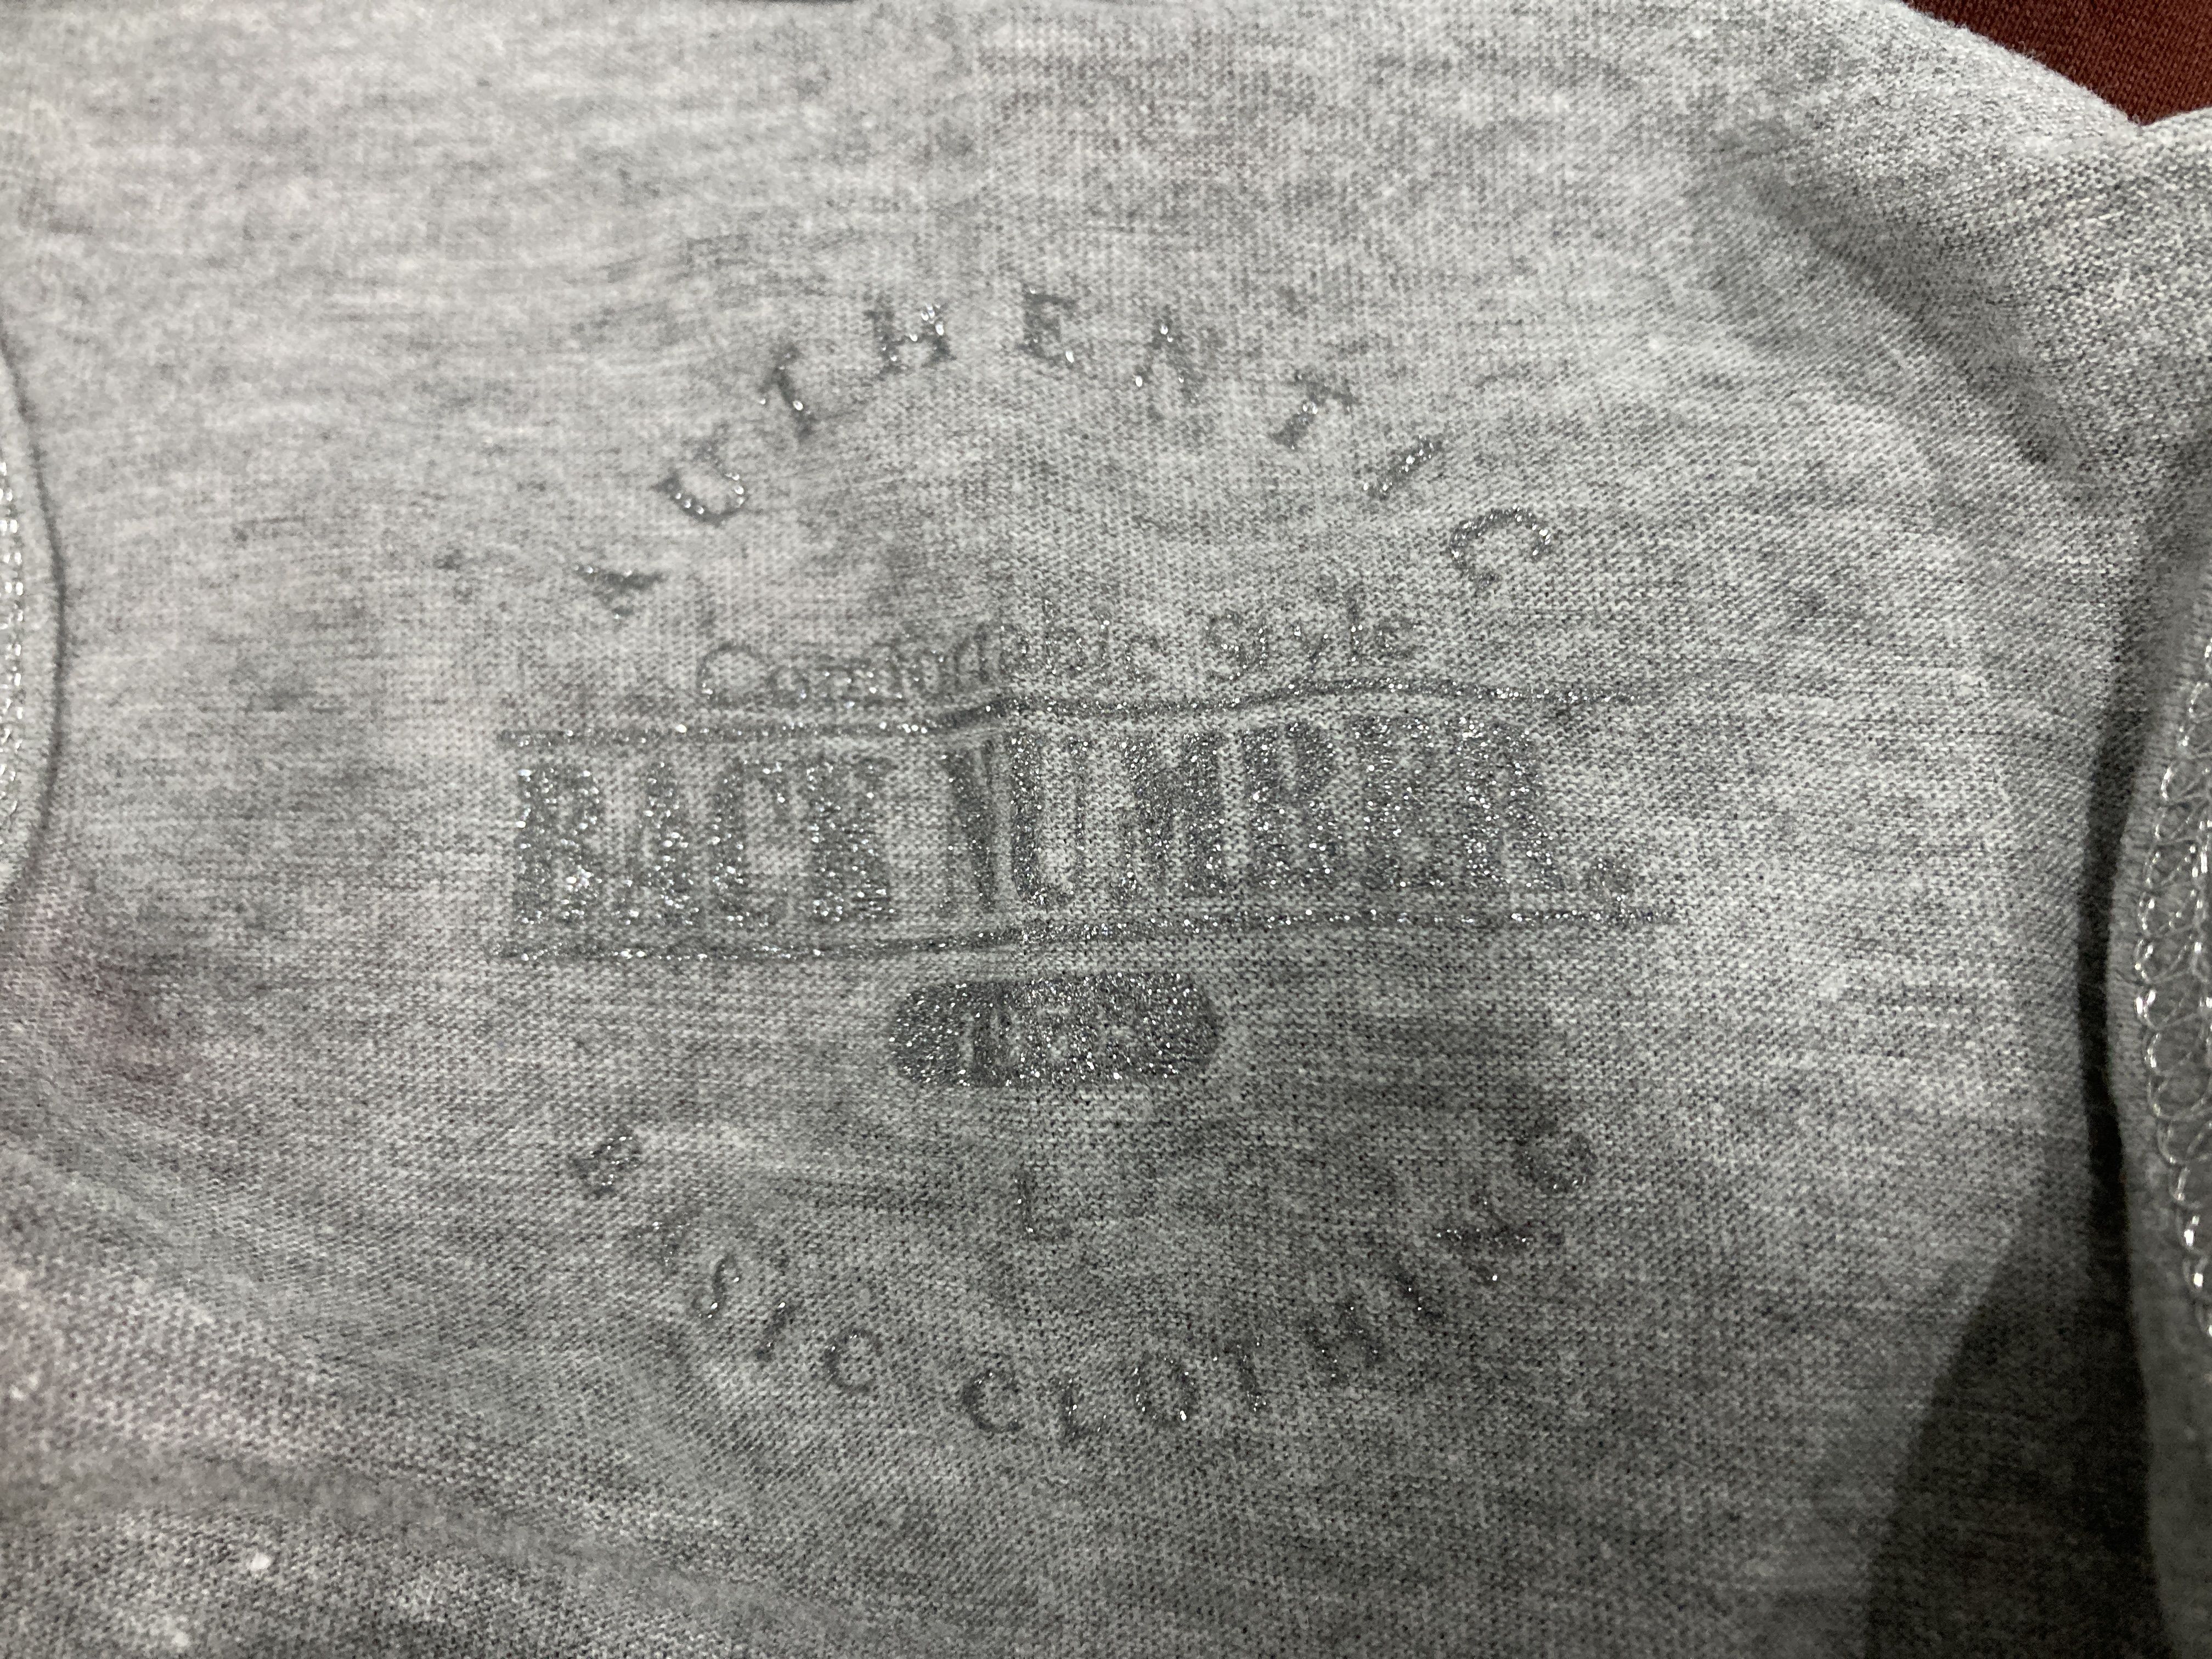 AUTHENTIC
Comfortable Style
BACK NUMBER®
L
BASIC CLOTHING